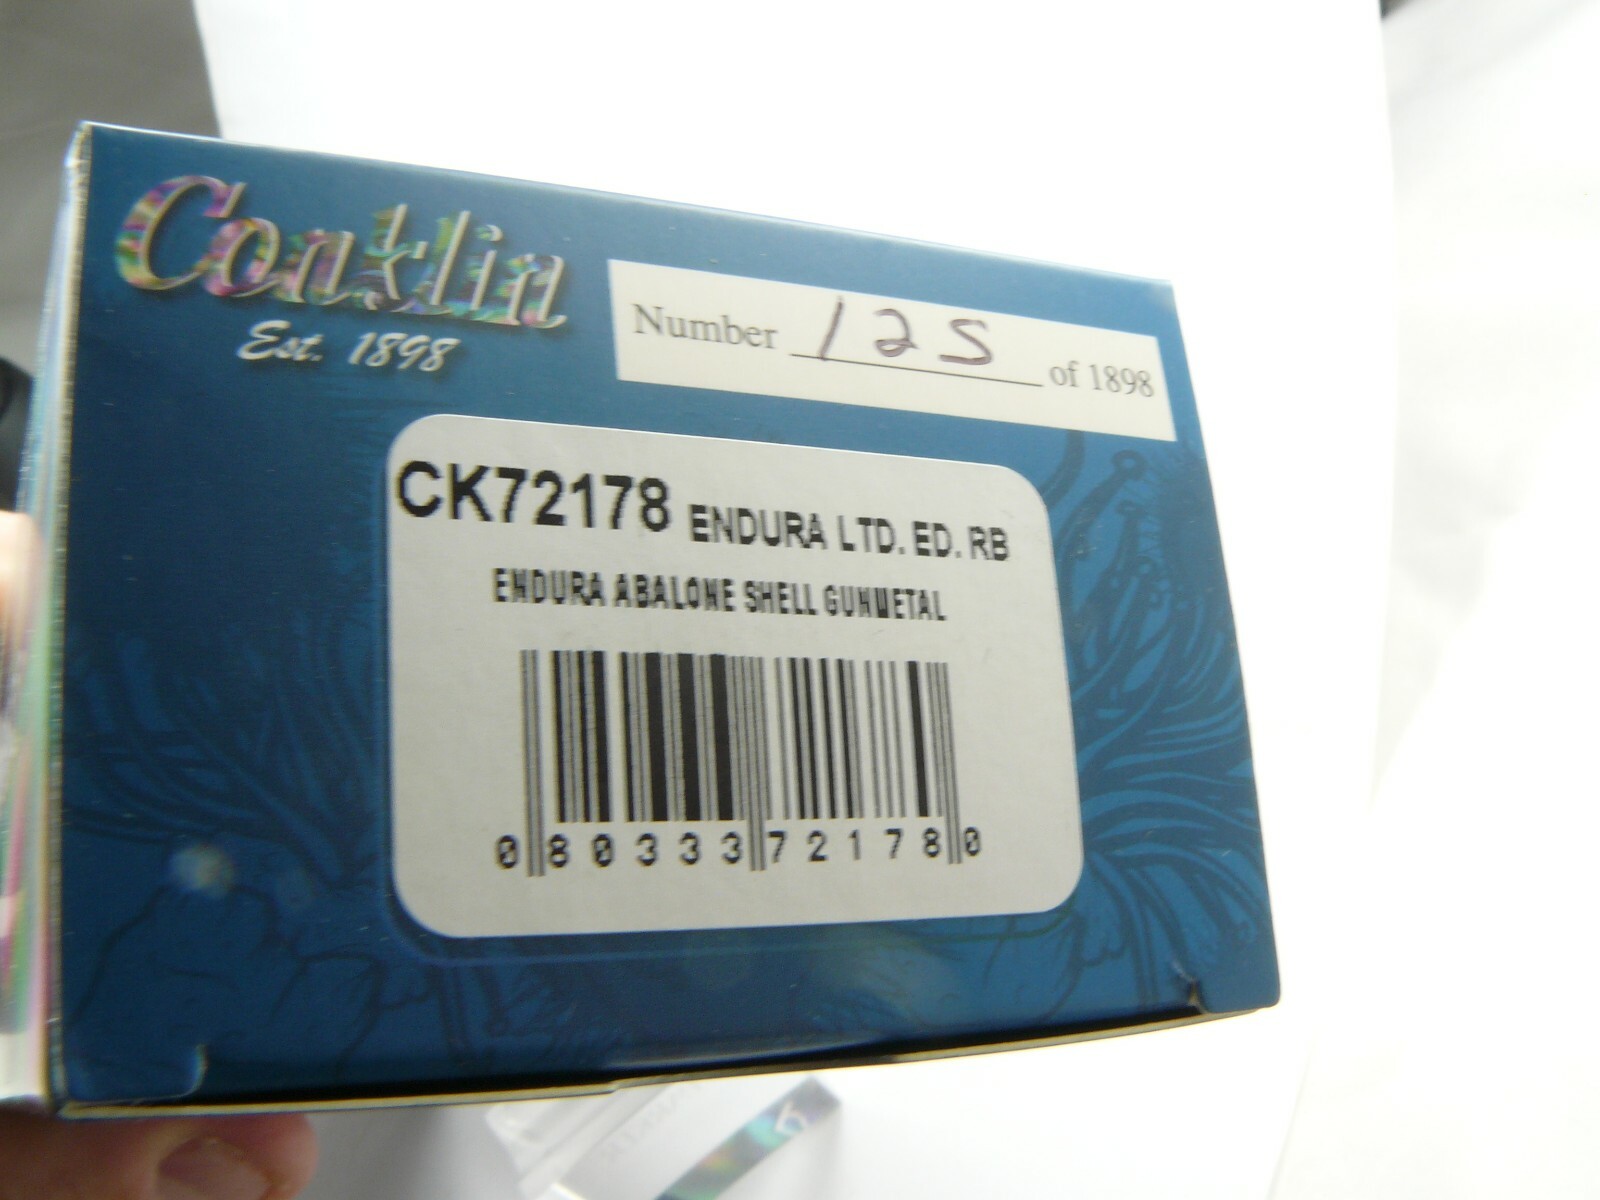 Conklin
Est. 1898
Number 125 of 1898
CK72178 ENDURA LTD. ED. RB
ENDURA ABALONE SHELL GUNMETAL
0 80333 72178 0